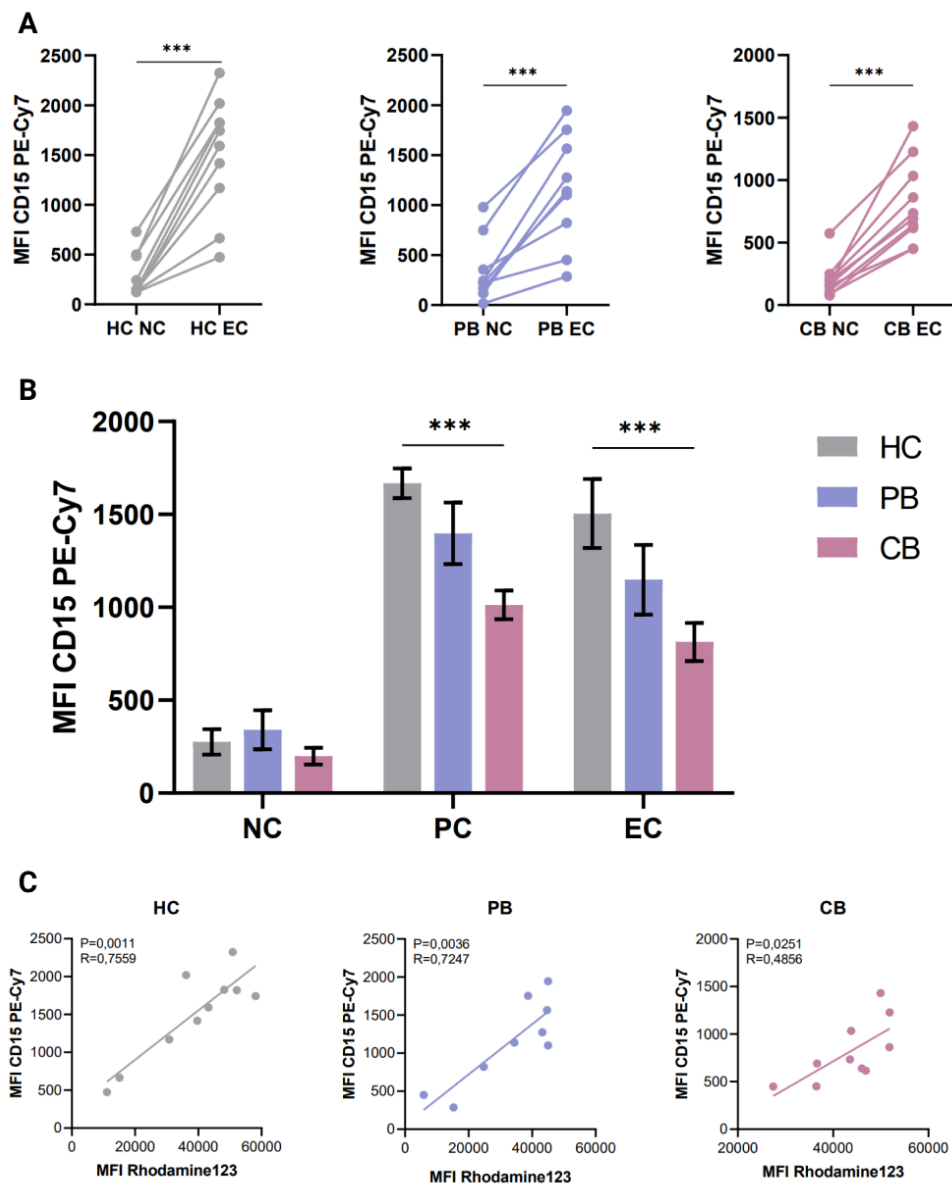 A
2500
2000
1500
1000
500
0
MFI CD15 PE-Cy7
***
HC NC
HC EC
2500
2000
1500
1000
500
0
MFI CD15 PE-Cy7
***
PB NC
PB EC
2000
1500
1000
500
0
MFI CD15 PE-Cy7
***
CB NC
CB EC
B
2000
1500
1000
500
0
MFI CD15 PE-Cy7
***
***
NC
PC
EC
HC
PB
CB
C
HC
P=0,0011
R=0,7559
2500
2000
1500
1000
500
0
MFI CD15 PE-Cy7
0
20000
40000
60000
MFI Rhodamine123
PB
P=0,0036
R=0,7247
2500
2000
1500
1000
500
0
MFI CD15 PE-Cy7
0
20000
40000
60000
MFI Rhodamine123
CB
P=0,0251
R=0,4856
2000
1500
1000
500
0
MFI CD15 PE-Cy7
20000
40000
60000
MFI Rhodamine123